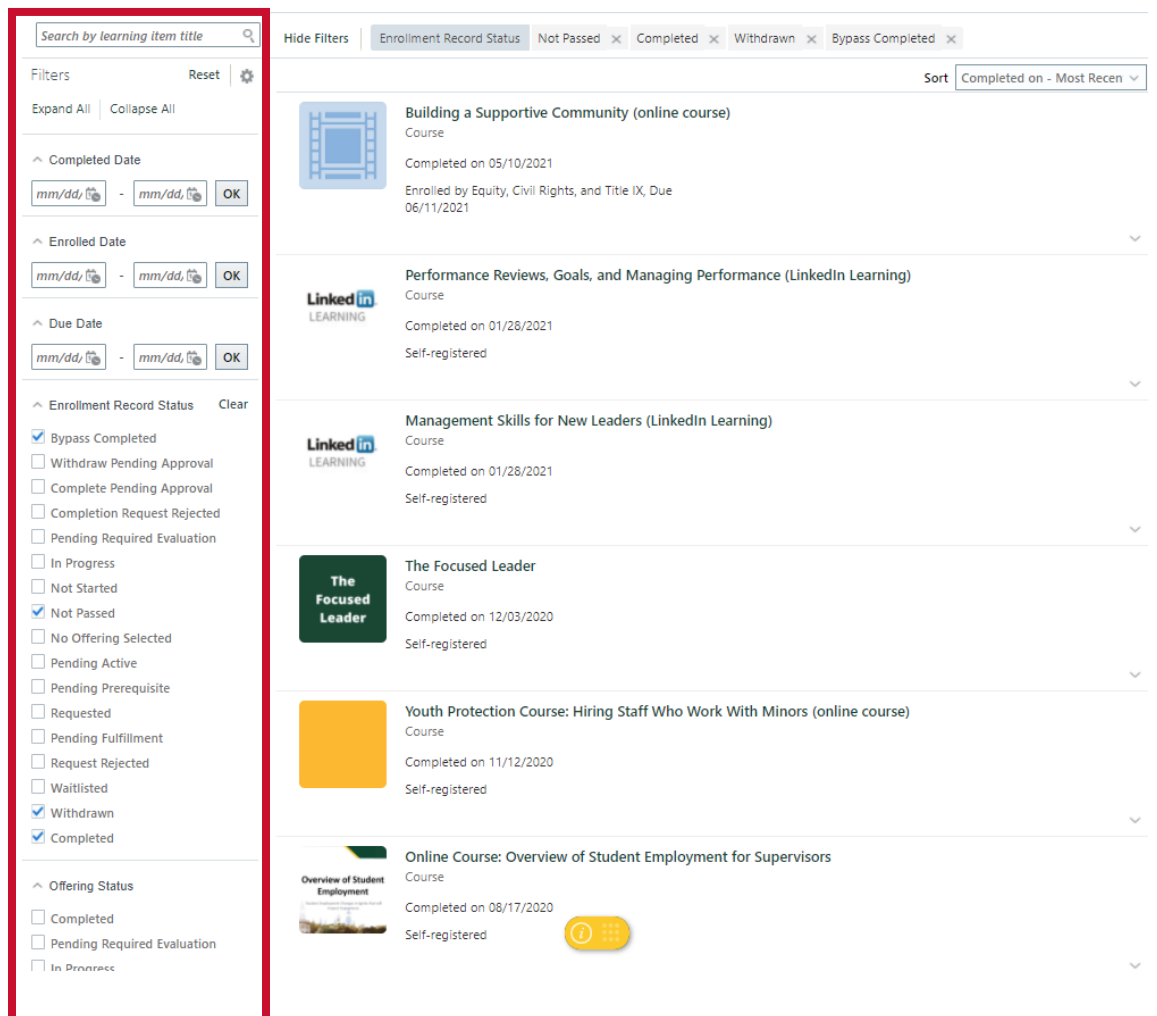 Search by learning item title
Filters
Reset
Expand All
Collapse All
Completed Date
mm/dd/
-
mm/dd,
OK
Enrolled Date
mm/dd/
-
mm/dd,
OK
Due Date
mm/dd/
-
mm/dd,
OK
Enrollment Record Status
Clear
Bypass Completed
Withdraw Pending Approval
Complete Pending Approval
Completion Request Rejected
Pending Required Evaluation
In Progress
Not Started
Not Passed
No Offering Selected
Pending Active
Pending Prerequisite
Requested
Pending Fulfillment
Request Rejected
Waitlisted
Withdrawn
Completed
Offering Status
Completed
Pending Required Evaluation
In Progress
Hide Filters
Enrollment Record Status
Not Passed
Completed
Withdrawn
Bypass Completed
Sort
Completed on - Most Recen
Building a Supportive Community (online course)
Course
Completed on 05/10/2021
Enrolled by Equity, Civil Rights, and Title IX, Due
06/11/2021
Linked in
LEARNING
Performance Reviews, Goals, and Managing Performance (LinkedIn Learning)
Course
Completed on 01/28/2021
Self-registered
Linked in
LEARNING
Management Skills for New Leaders (LinkedIn Learning)
Course
Completed on 01/28/2021
Self-registered
The
Focused
Leader
The Focused Leader
Course
Completed on 12/03/2020
Self-registered
Youth Protection Course: Hiring Staff Who Work With Minors (online course)
Course
Completed on 11/12/2020
Self-registered
Overview of Student
Employment
Online Course: Overview of Student Employment for Supervisors
Course
Completed on 08/17/2020
Self-registered
i